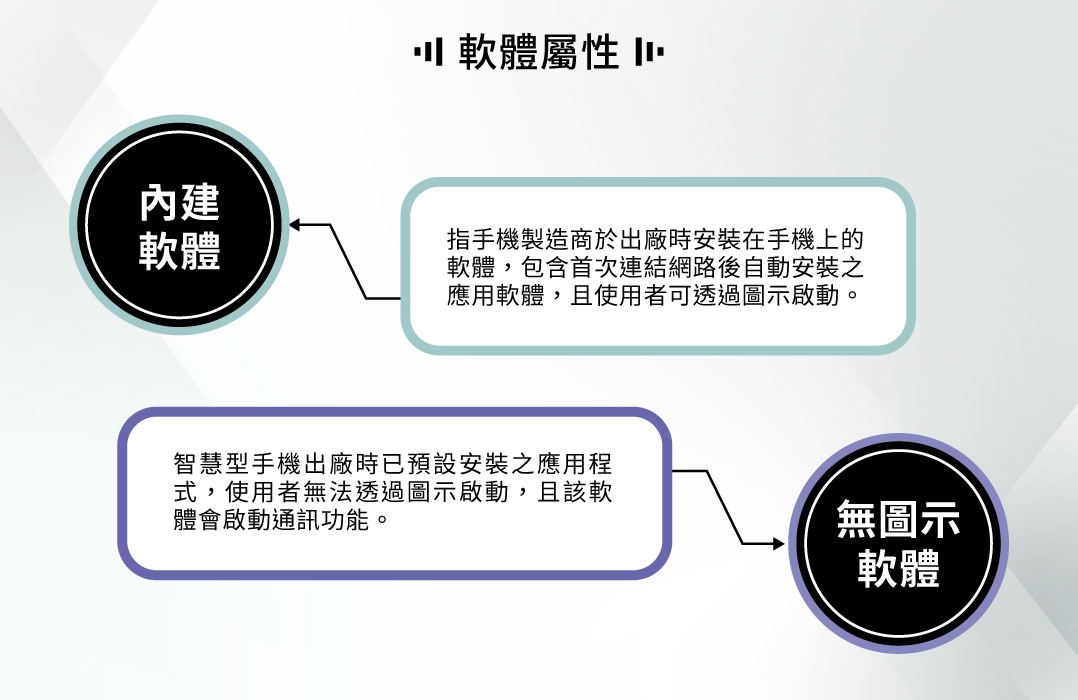 軟體屬性
內建
軟體
指手機製造商於出廠時安裝在手機上的
軟體，包含首次連結網路後自動安裝之
應用軟體，且使用者可透過圖示啟動。
智慧型手機出廠時已預設安裝之應用程
式，使用者無法透過圖示啟動，且該軟
體會啟動通訊功能。
無圖示
軟體